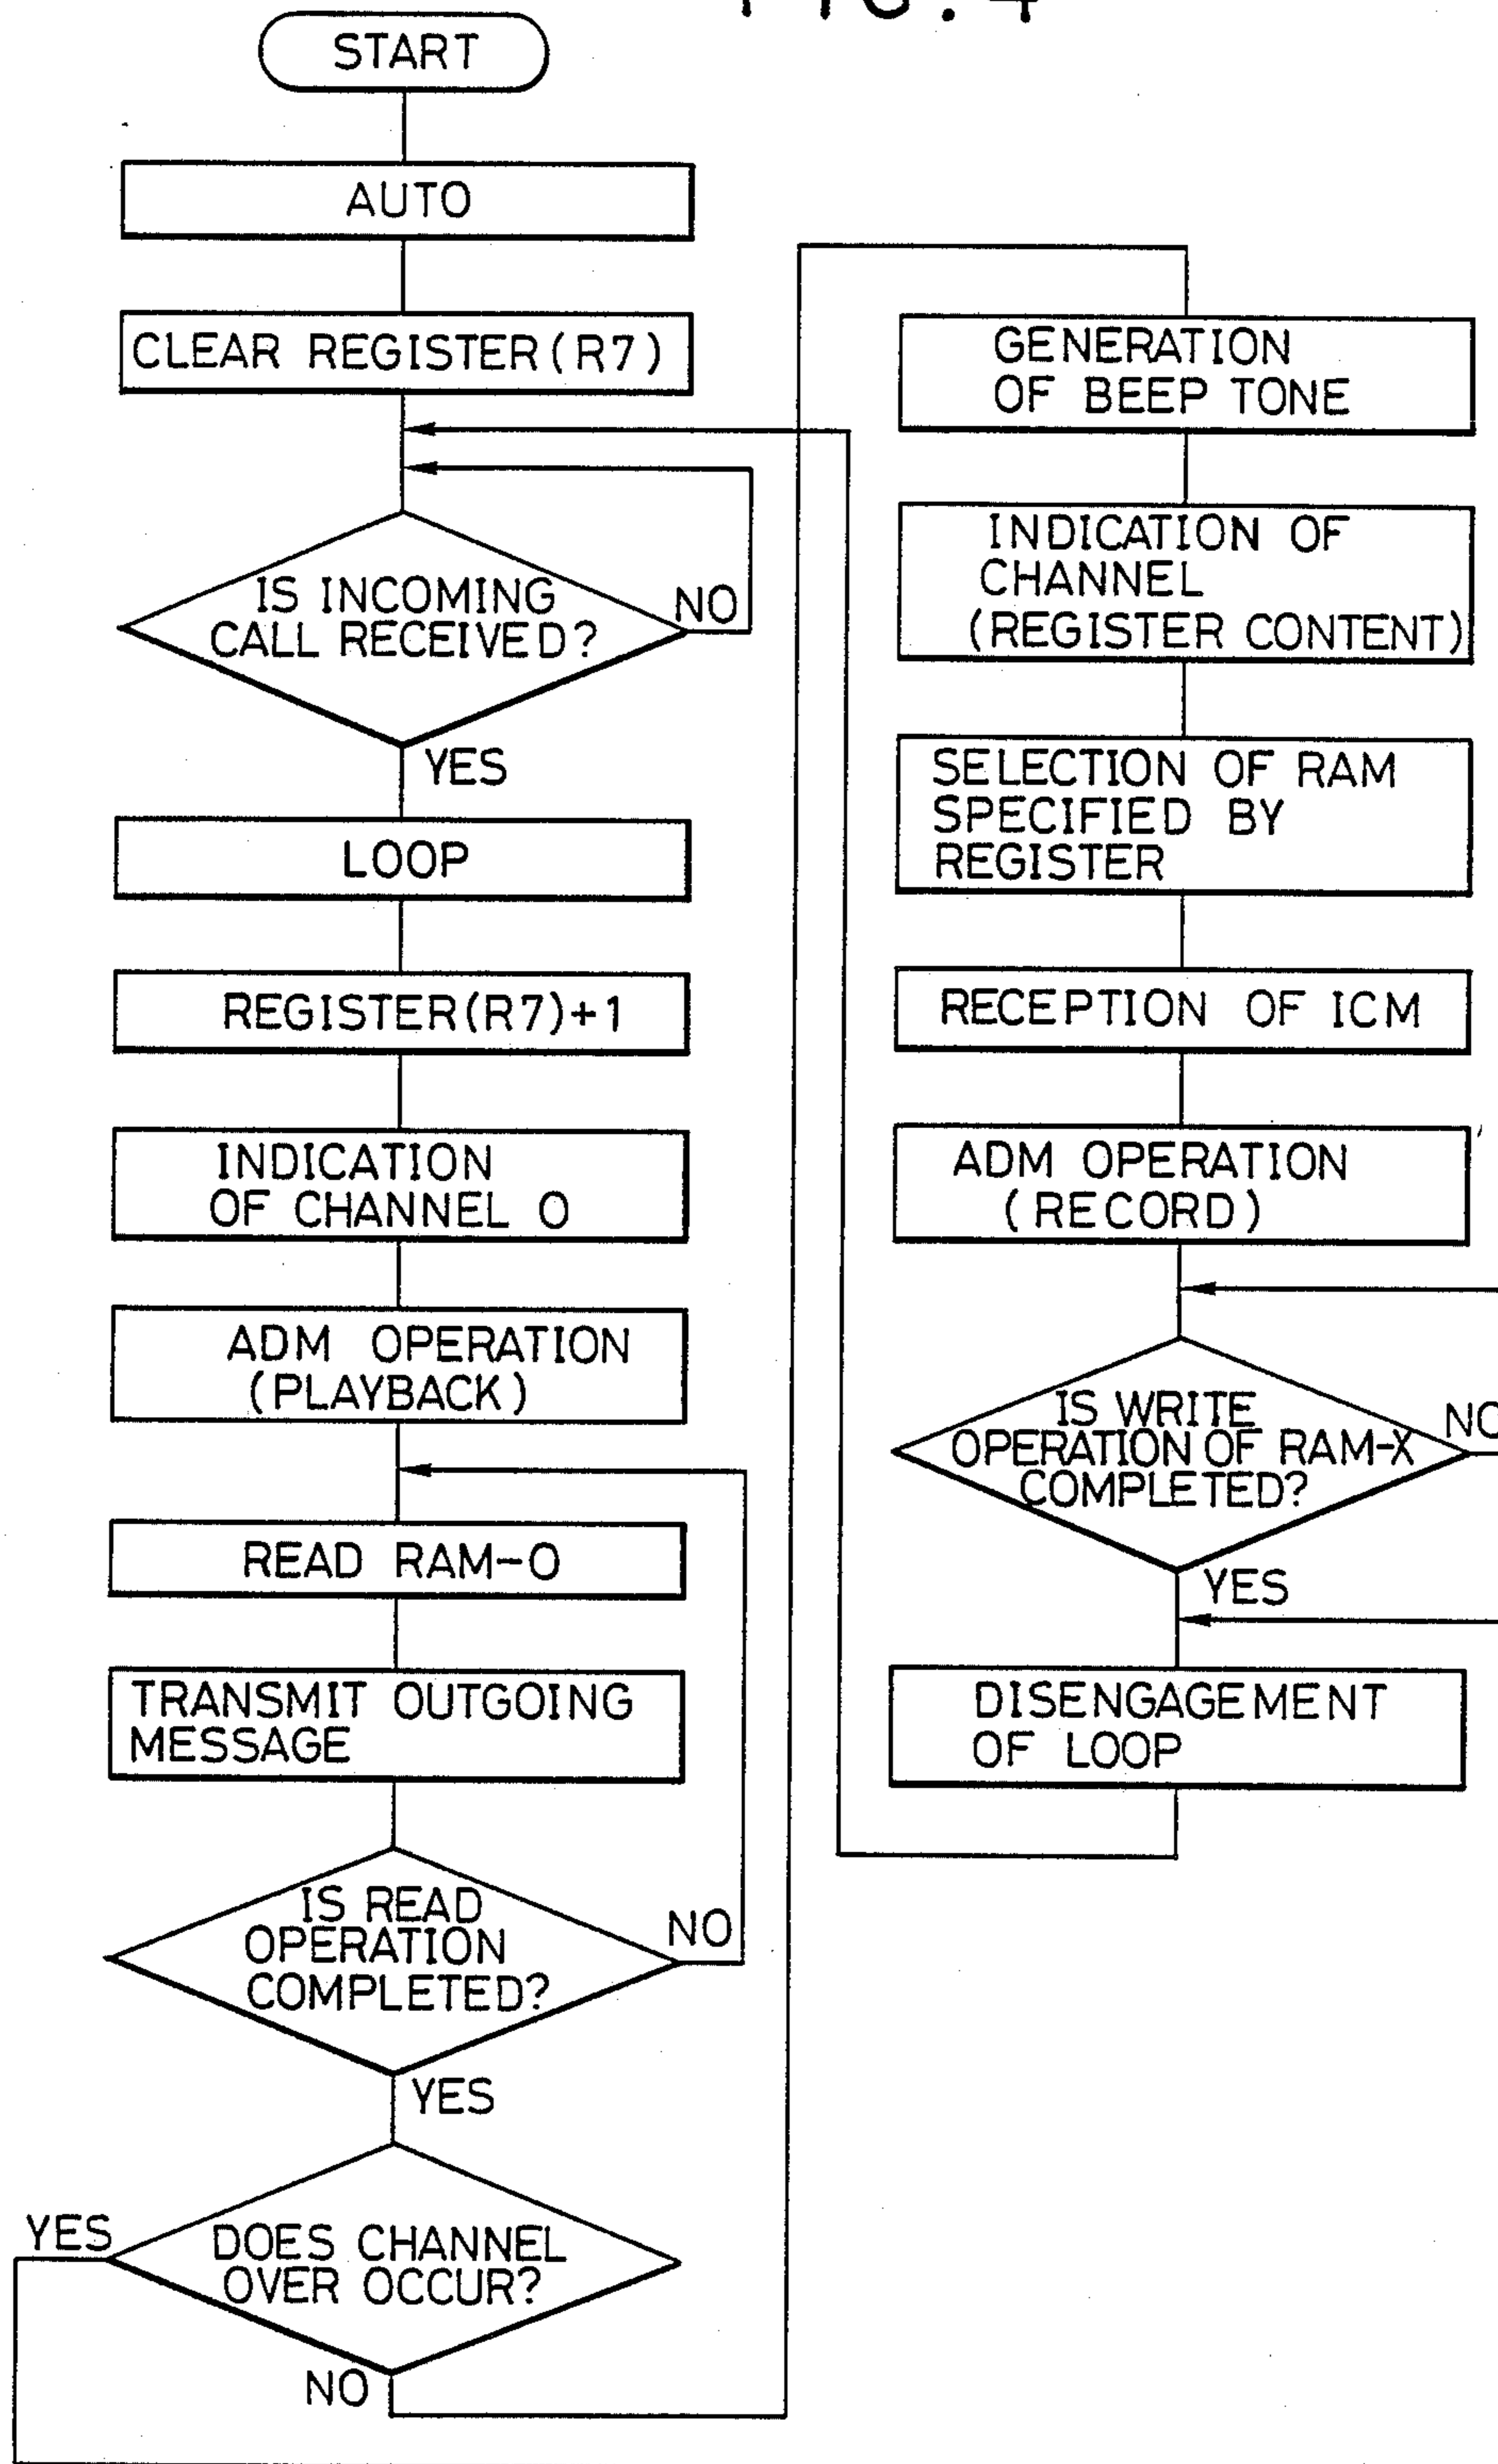 FIG. 4
START
AUTO
CLEAR REGISTER(R7)
IS INCOMING
CALL RECEIVED?
NO
YES
LOOP
REGISTER(R7)+1
INDICATION
OF CHANNEL 0
ADM OPERATION
(PLAYBACK)
READ RAM-0
TRANSMIT OUTGOING
MESSAGE
IS READ
OPERATION
COMPLETED?
NO
YES
DOES CHANNEL
OVER OCCUR?
YES
NO
GENERATION
OF BEEP TONE
INDICATION OF
CHANNEL
(REGISTER CONTENT)
SELECTION OF RAM
SPECIFIED BY
REGISTER
RECEPTION OF ICM
ADM OPERATION
(RECORD)
IS WRITE
OPERATION OF RAM-X
COMPLETED?
NO
YES
DISENGAGEMENT
OF LOOP